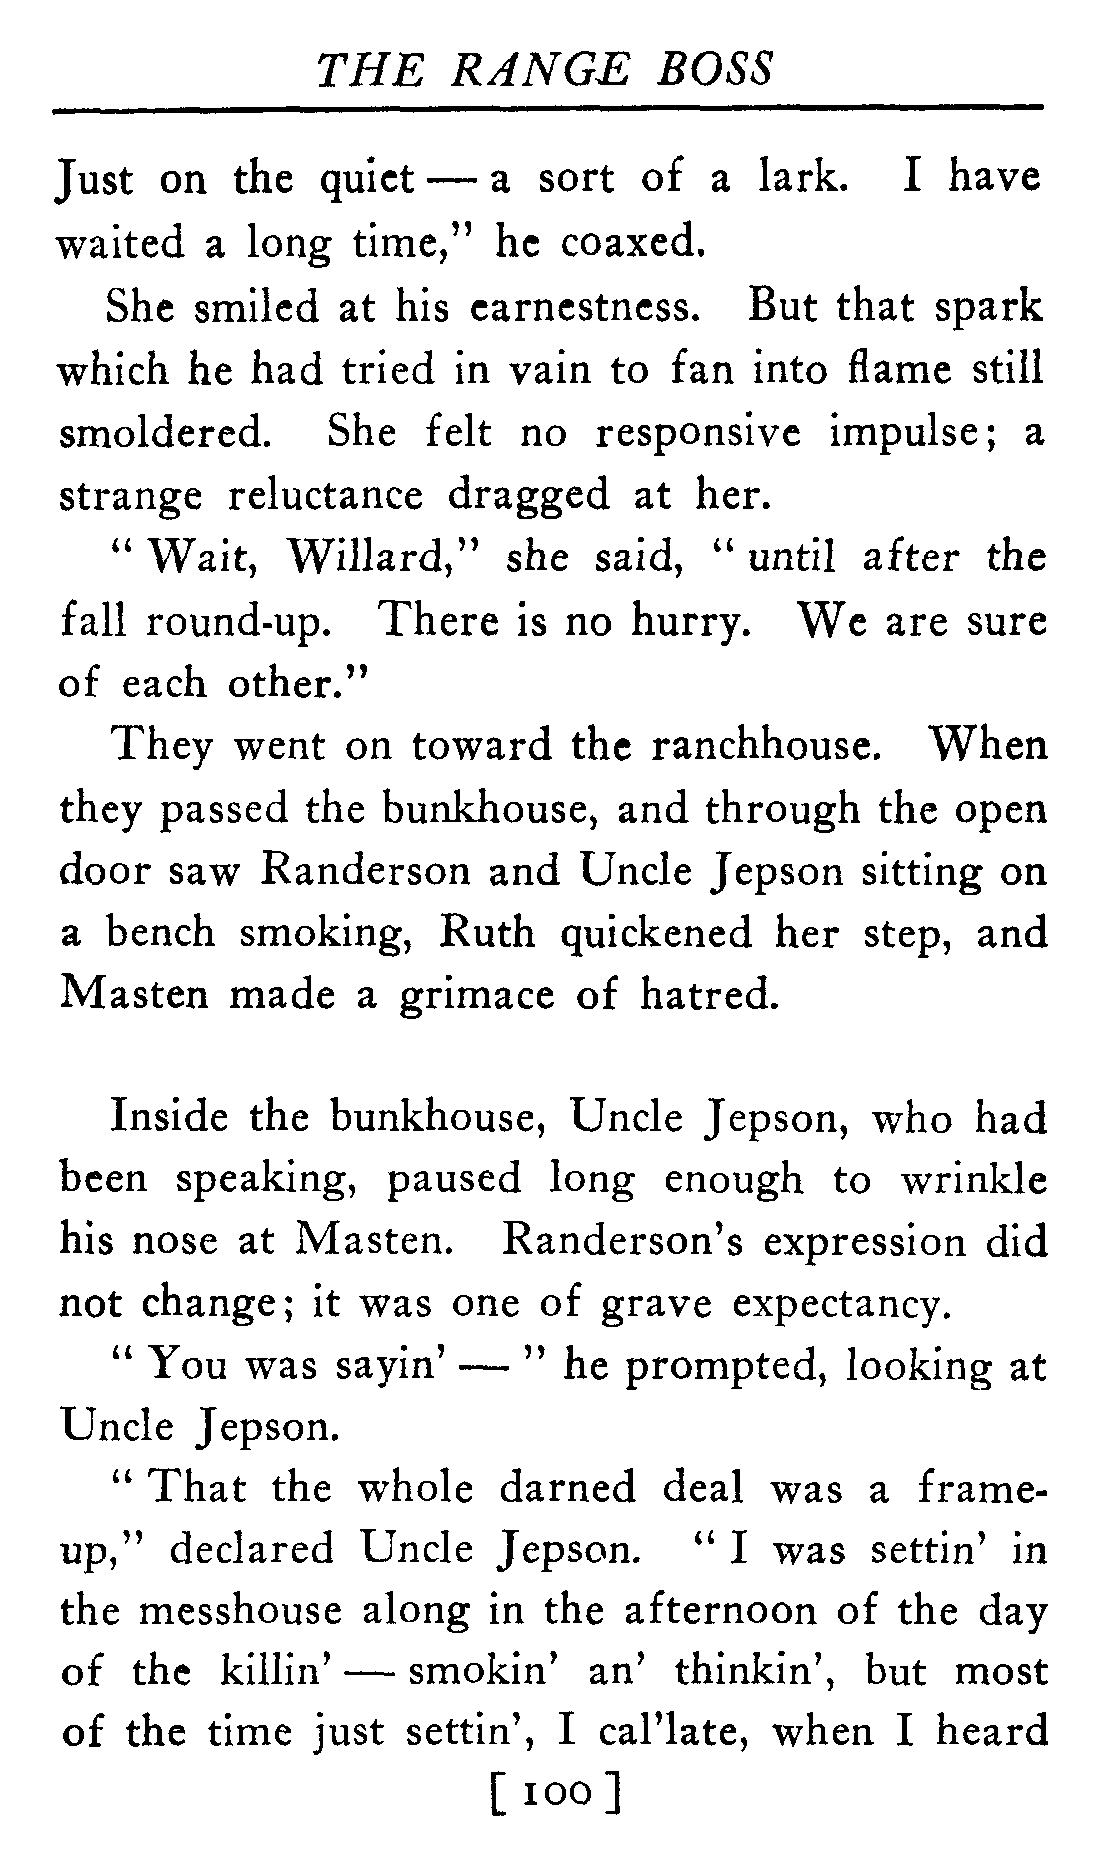 THE RANGE BOSS
Just on the quiet — a sort of a lark. I have
waited a long time,” he coaxed.
She smiled at his earnestness. But that spark
which he had tried in vain to fan into flame still
smoldered. She felt no responsive impulse; a
strange reluctance dragged at her.
“ Wait, Willard,” she said, “ until after the
fall round-up. There is no hurry. We are sure
of each other.”
They went on toward the ranchhouse. When
they passed the bunkhouse, and through the open
door saw Randerson and Uncle Jepson sitting on
a bench smoking, Ruth quickened her step, and
Masten made a grimace of hatred.
Inside the bunkhouse, Uncle Jepson, who had
been speaking, paused long enough to wrinkle
his nose at Masten. Randerson’s expression did
not change; it was one of grave expectancy.
“ You was sayin’ — ” he prompted, looking at
Uncle Jepson.
“ That the whole darned deal was a frame-
up,” declared Uncle Jepson. “ I was settin’ in
the messhouse along in the afternoon of the day
of the killin’ — smokin’ an’ thinkin’, but most
of the time just settin’, I cal’late, when I heard
[ 100 ]